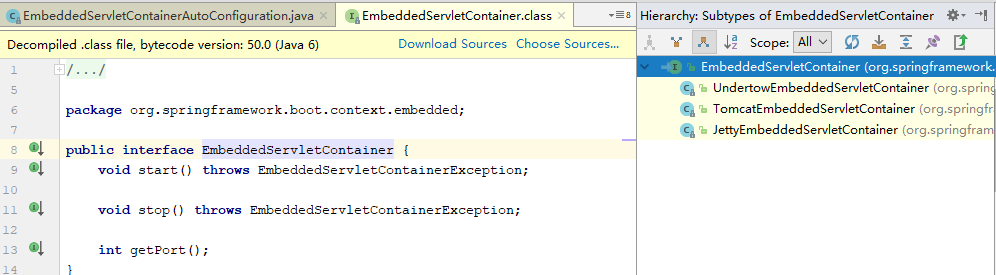 EmbeddedServletContainerAutoConfiguration.java
EmbeddedServletContainer.class
8
Decompiled .class file, bytecode version: 50.0 (Java 6)
Download Sources
Choose Sources...
1 /.../
5
6 package org.springframework.boot.context.embedded;
7
8 public interface EmbeddedServletContainer {
9 void start() throws EmbeddedServletContainerException;
10
11 void stop() throws EmbeddedServletContainerException;
12
13 int getPort();
14 }
Hierarchy: Subtypes of EmbeddedServletContainer
Scope: All
EmbeddedServletContainer (org.springframework.
UndertowEmbeddedServletContainer (org.spring
TomcatEmbeddedServletContainer (org.springfr
JettyEmbeddedServletContainer (org.springfram